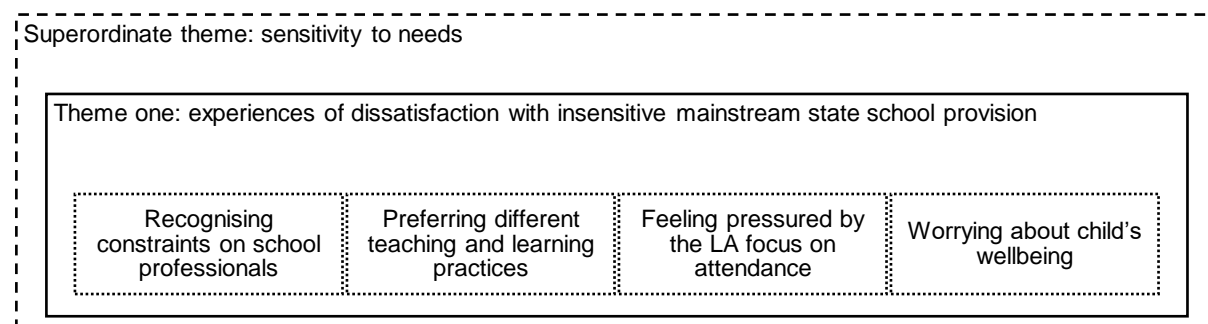 Superordinate theme: sensitivity to needs
Theme one: experiences of dissatisfaction with insensitive mainstream state school provision
Recognising
constraints on school
professionals
Preferring different
teaching and learning
practices
Feeling pressured by
the LA focus on
attendance
Worrying about child's
wellbeing